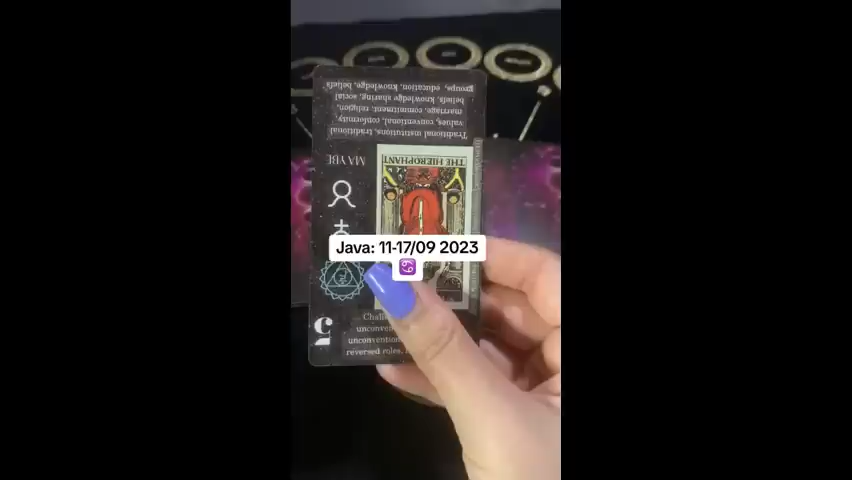 Traditional institutions, traditional
values, conventional, conformity,
marriage, commitment, religion,
beliefs, knowledge sharing, social
groups, education, knowledge, beliefs
MAYBE
THE HIEROPHANT
Java: 11-17/09 2023
♋
5
reversed roles,